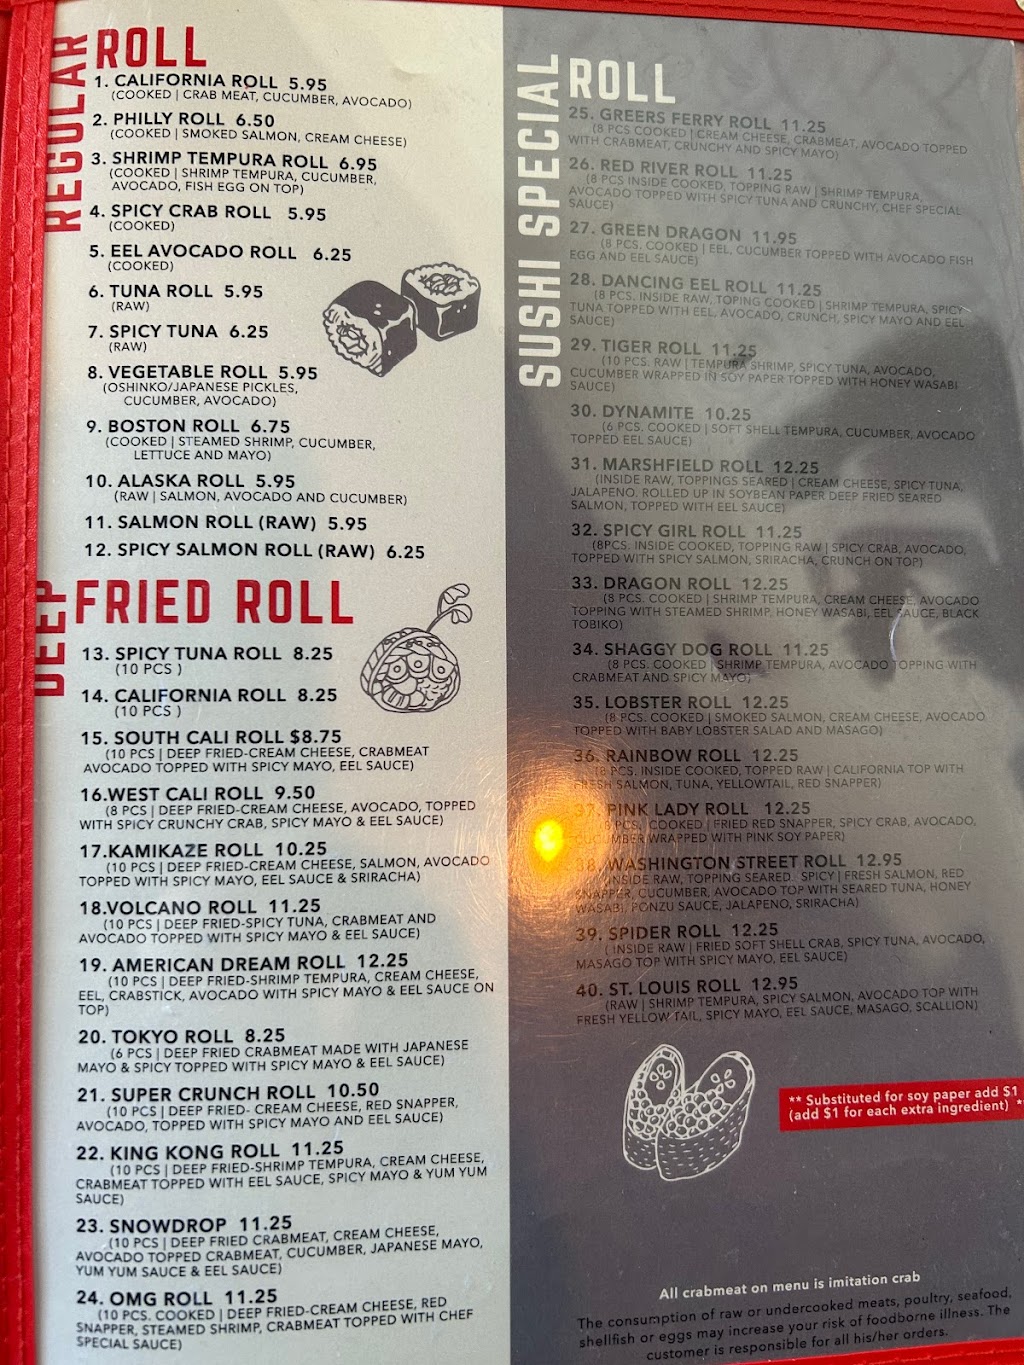 REGULAR ROLL
1. CALIFORNIA ROLL 5.95
(COOKED | CRAB MEAT, CUCUMBER, AVOCADO)
2. PHILLY ROLL 6.50
(COOKED | SMOKED SALMON, CREAM CHEESE)
3. SHRIMP TEMPURA ROLL 6.95
(COOKED | SHRIMP TEMPURA, CUCUMBER,
AVOCADO, FISH EGG ON TOP)
4. SPICY CRAB ROLL 5.95
(COOKED)
5. EEL AVOCADO ROLL 6.25
(COOKED)
6. TUNA ROLL 5.95
(RAW)
7. SPICY TUNA 6.25
(RAW)
8. VEGETABLE ROLL 5.95
(OSHINKO/JAPANESE PICKLES,
CUCUMBER, AVOCADO)
9. BOSTON ROLL 6.75
(COOKED | STEAMED SHRIMP, CUCUMBER,
LETTUCE AND MAYO)
10. ALASKA ROLL 5.95
(RAW | SALMON, AVOCADO AND CUCUMBER)
11. SALMON ROLL (RAW) 5.95
12. SPICY SALMON ROLL (RAW) 6.25
DEEP FRIED ROLL
13. SPICY TUNA ROLL 8.25
(10 PCS )
14. CALIFORNIA ROLL 8.25
(10 PCS )
15. SOUTH CALI ROLL $8.75
(10 PCS | DEEP FRIED-CREAM CHEESE, CRABMEAT
AVOCADO TOPPED WITH SPICY MAYO, EEL SAUCE)
16.WEST CALI ROLL 9.50
(8 PCS | DEEP FRIED-CREAM CHEESE, AVOCADO, TOPPED
WITH SPICY CRUNCHY CRAB, SPICY MAYO & EEL SAUCE)
17.KAMIKAZE ROLL 10.25
(10 PCS | DEEP FRIED-CREAM CHEESE, SALMON, AVOCADO
TOPPED WITH SPICY MAYO, EEL SAUCE & SRIRACHA)
18.VOLCANO ROLL 11.25
(10 PCS | DEEP FRIED-SPICY TUNA, CRABMEAT AND
AVOCADO TOPPED WITH SPICY MAYO & EEL SAUCE)
19. AMERICAN DREAM ROLL 12.25
(10 PCS | DEEP FRIED-SHRIMP TEMPURA, CREAM CHEESE,
EEL, CRABSTICK, AVOCADO WITH SPICY MAYO & EEL SAUCE ON
TOP)
20. TOKYO ROLL 8.25
(6 PCS | DEEP FRIED CRABMEAT MADE WITH JAPANESE
MAYO & SPICY TOPPED WITH SPICY MAYO & EEL SAUCE)
21. SUPER CRUNCH ROLL 10.50
(10 PCS | DEEP FRIED- CREAM CHEESE, RED SNAPPER,
AVOCADO, TOPPED WITH SPICY MAYO AND EEL SAUCE)
22. KING KONG ROLL 11.25
(10 PCS | DEEP FRIED-SHRIMP TEMPURA, CREAM CHEESE,
CRABMEAT TOPPED WITH EEL SAUCE, SPICY MAYO & YUM YUM
SAUCE)
23. SNOWDROP 11.25
(10 PCS | DEEP FRIED CRABMEAT, CREAM CHEESE,
AVOCADO TOPPED CRABMEAT, CUCUMBER, JAPANESE MAYO,
YUM YUM SAUCE & EEL SAUCE)
24. OMG ROLL 11.25
(10 PCS. COOKED | DEEP FRIED-CREAM CHEESE, RED
SNAPPER, STEAMED SHRIMP, CRABMEAT TOPPED WITH CHEF
SPECIAL SAUCE)
SUSHI SPECIAL ROLL
25. GREERS FERRY ROLL 11.25
(8 PCS COOKED | CREAM CHEESE, CRABMEAT, AVOCADO TOPPED
WITH CRABMEAT, CRUNCHY AND SPICY MAYO)
26. RED RIVER ROLL 11.25
(8 PCS INSIDE COOKED, TOPPING RAW | SHRIMP TEMPURA,
AVOCADO TOPPED WITH SPICY TUNA AND CRUNCHY, CHEF SPECIAL
SAUCE)
27. GREEN DRAGON 11.95
(8 PCS. COOKED | EEL, CUCUMBER TOPPED WITH AVOCADO FISH
EGG AND EEL SAUCE)
28. DANCING EEL ROLL 11.25
(8 PCS. INSIDE RAW, TOPING COOKED | SHRIMP TEMPURA, SPICY
TUNA TOPPED WITH EEL, AVOCADO, CRUNCH, SPICY MAYO AND EEL
SAUCE)
29. TIGER ROLL 11.25
(10 PCS. RAW | TEMPURA SHRIMP, SPICY TUNA, AVOCADO,
CUCUMBER WRAPPED IN SOY PAPER TOPPED WITH HONEY WASABI
SAUCE)
30. DYNAMITE 10.25
(6 PCS. COOKED | SOFT SHELL TEMPURA, CUCUMBER, AVOCADO
TOPPED EEL SAUCE)
31. MARSHFIELD ROLL 12.25
(INSIDE RAW, TOPPINGS SEARED | CREAM CHEESE, SPICY TUNA,
JALAPENO. ROLLED UP IN SOYBEAN PAPER DEEP FRIED SEARED
SALMON, TOPPED WITH EEL SAUCE)
32. SPICY GIRL ROLL 11.25
(8PCS. INSIDE COOKED, TOPPING RAW | SPICY CRAB, AVOCADO,
TOPPED WITH SPICY SALMON, SRIRACHA, CRUNCH ON TOP)
33. DRAGON ROLL 12.25
(8 PCS. COOKED | SHRIMP TEMPURA, CREAM CHEESE, AVOCADO
TOPPING WITH STEAMED SHRIMP, HONEY WASABI, EEL SAUCE, BLACK
TOBIKO)
34. SHAGGY DOG ROLL 11.25
(8 PCS. COOKED | SHRIMP TEMPURA, AVOCADO TOPPING WITH
CRABMEAT AND SPICY MAYO)
35. LOBSTER ROLL 12.25
(8 PCS. COOKED | SMOKED SALMON, CREAM CHEESE, AVOCADO
TOPPED WITH BABY LOBSTER SALAD AND MASAGO)
36. RAINBOW ROLL 12.25
(8 PCS. INSIDE COOKED, TOPPED RAW | CALIFORNIA TOP WITH
FRESH SALMON, TUNA, YELLOWTAIL, RED SNAPPER)
37. PINK LADY ROLL 12.25
PCS. COOKED | FRIED RED SNAPPER, SPICY CRAB, AVOCADO,
CUCUMBER WRAPPED WITH PINK SOY PAPER)
38. WASHINGTON STREET ROLL 12.95
INSIDE RAW, TOPPING SEARED: SPICY | FRESH SALMON, RED
SNAPPER, CUCUMBER, AVOCADO TOP WITH SEARED TUNA, HONEY
WASABI, PONZU SAUCE, JALAPENO, SRIRACHA)
39. SPIDER ROLL 12.25
( INSIDE RAW | FRIED SOFT SHELL CRAB, SPICY TUNA, AVOCADO,
MASAGO TOP WITH SPICY MAYO, EEL SAUCE)
40. ST. LOUIS ROLL 12.95
(RAW | SHRIMP TEMPURA, SPICY SALMON, AVOCADO TOP WITH
FRESH YELLOW TAIL, SPICY MAYO, EEL SAUCE, MASAGO, SCALLION)
** Substituted for soy paper add $1
(add $1 for each extra ingredient) *
All crabmeat on menu is imitation crab
The consumption of raw or undercooked meats, poultry, seafood,
shellfish or eggs may increase your risk of foodborne illness. The
customer is responsible for all his/her orders.